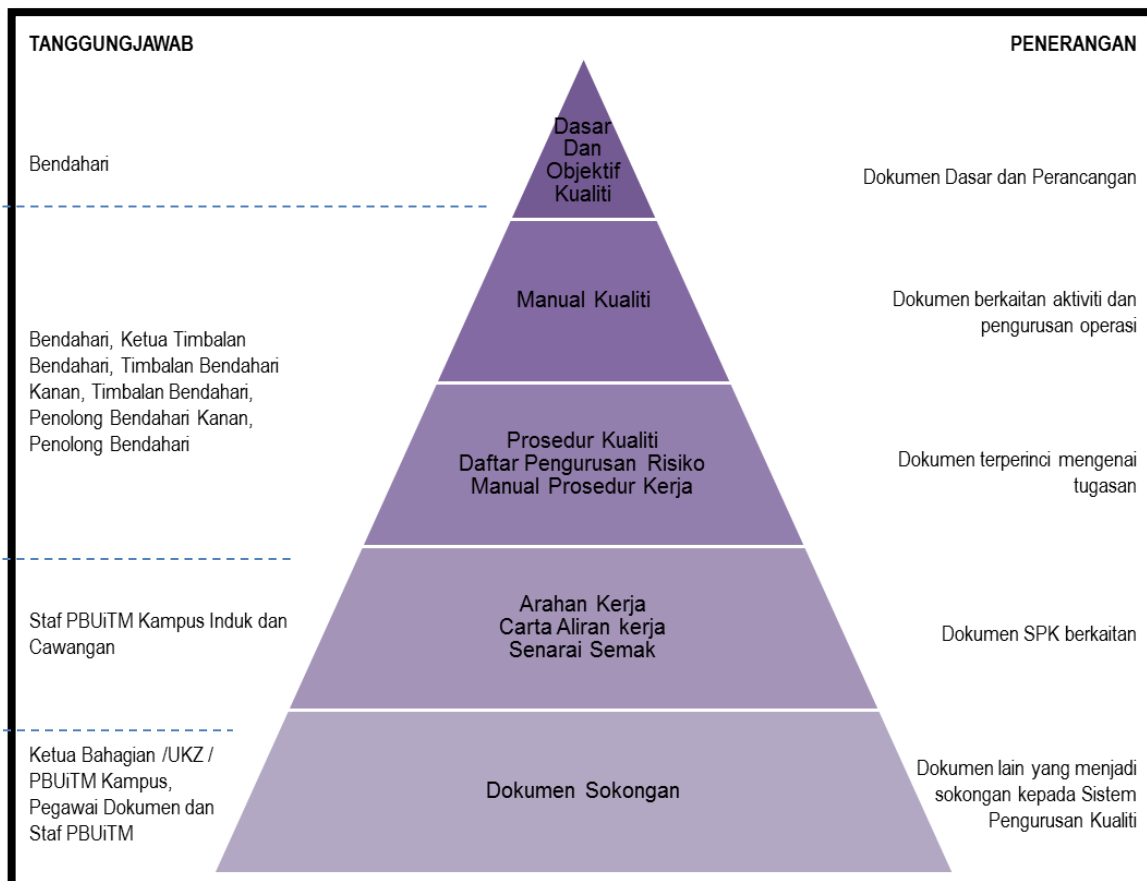 TANGGUNGJAWAB
PENERANGAN
Dasar
Dan
Objektif
Kualiti
Bendahari
Dokumen Dasar dan Perancangan
Manual Kualiti
Dokumen berkaitan aktiviti dan
pengurusan operasi
Bendahari, Ketua Timbalan
Bendahari, Timbalan Bendahari
Kanan, Timbalan Bendahari,
Penolong Bendahari Kanan,
Penolong Bendahari
Prosedur Kualiti
Daftar Pengurusan Risiko
Manual Prosedur Kerja
Dokumen terperinci mengenai
tugasan
Staf PBUiTM Kampus Induk dan
Cawangan
Arahan Kerja
Carta Aliran kerja
Senarai Semak
Dokumen SPK berkaitan
Ketua Bahagian /UKZ /
PBUiTM Kampus,
Pegawai Dokumen dan
Staf PBUiTM
Dokumen Sokongan
Dokumen lain yang menjadi
sokongan kepada Sistem
Pengurusan Kualiti